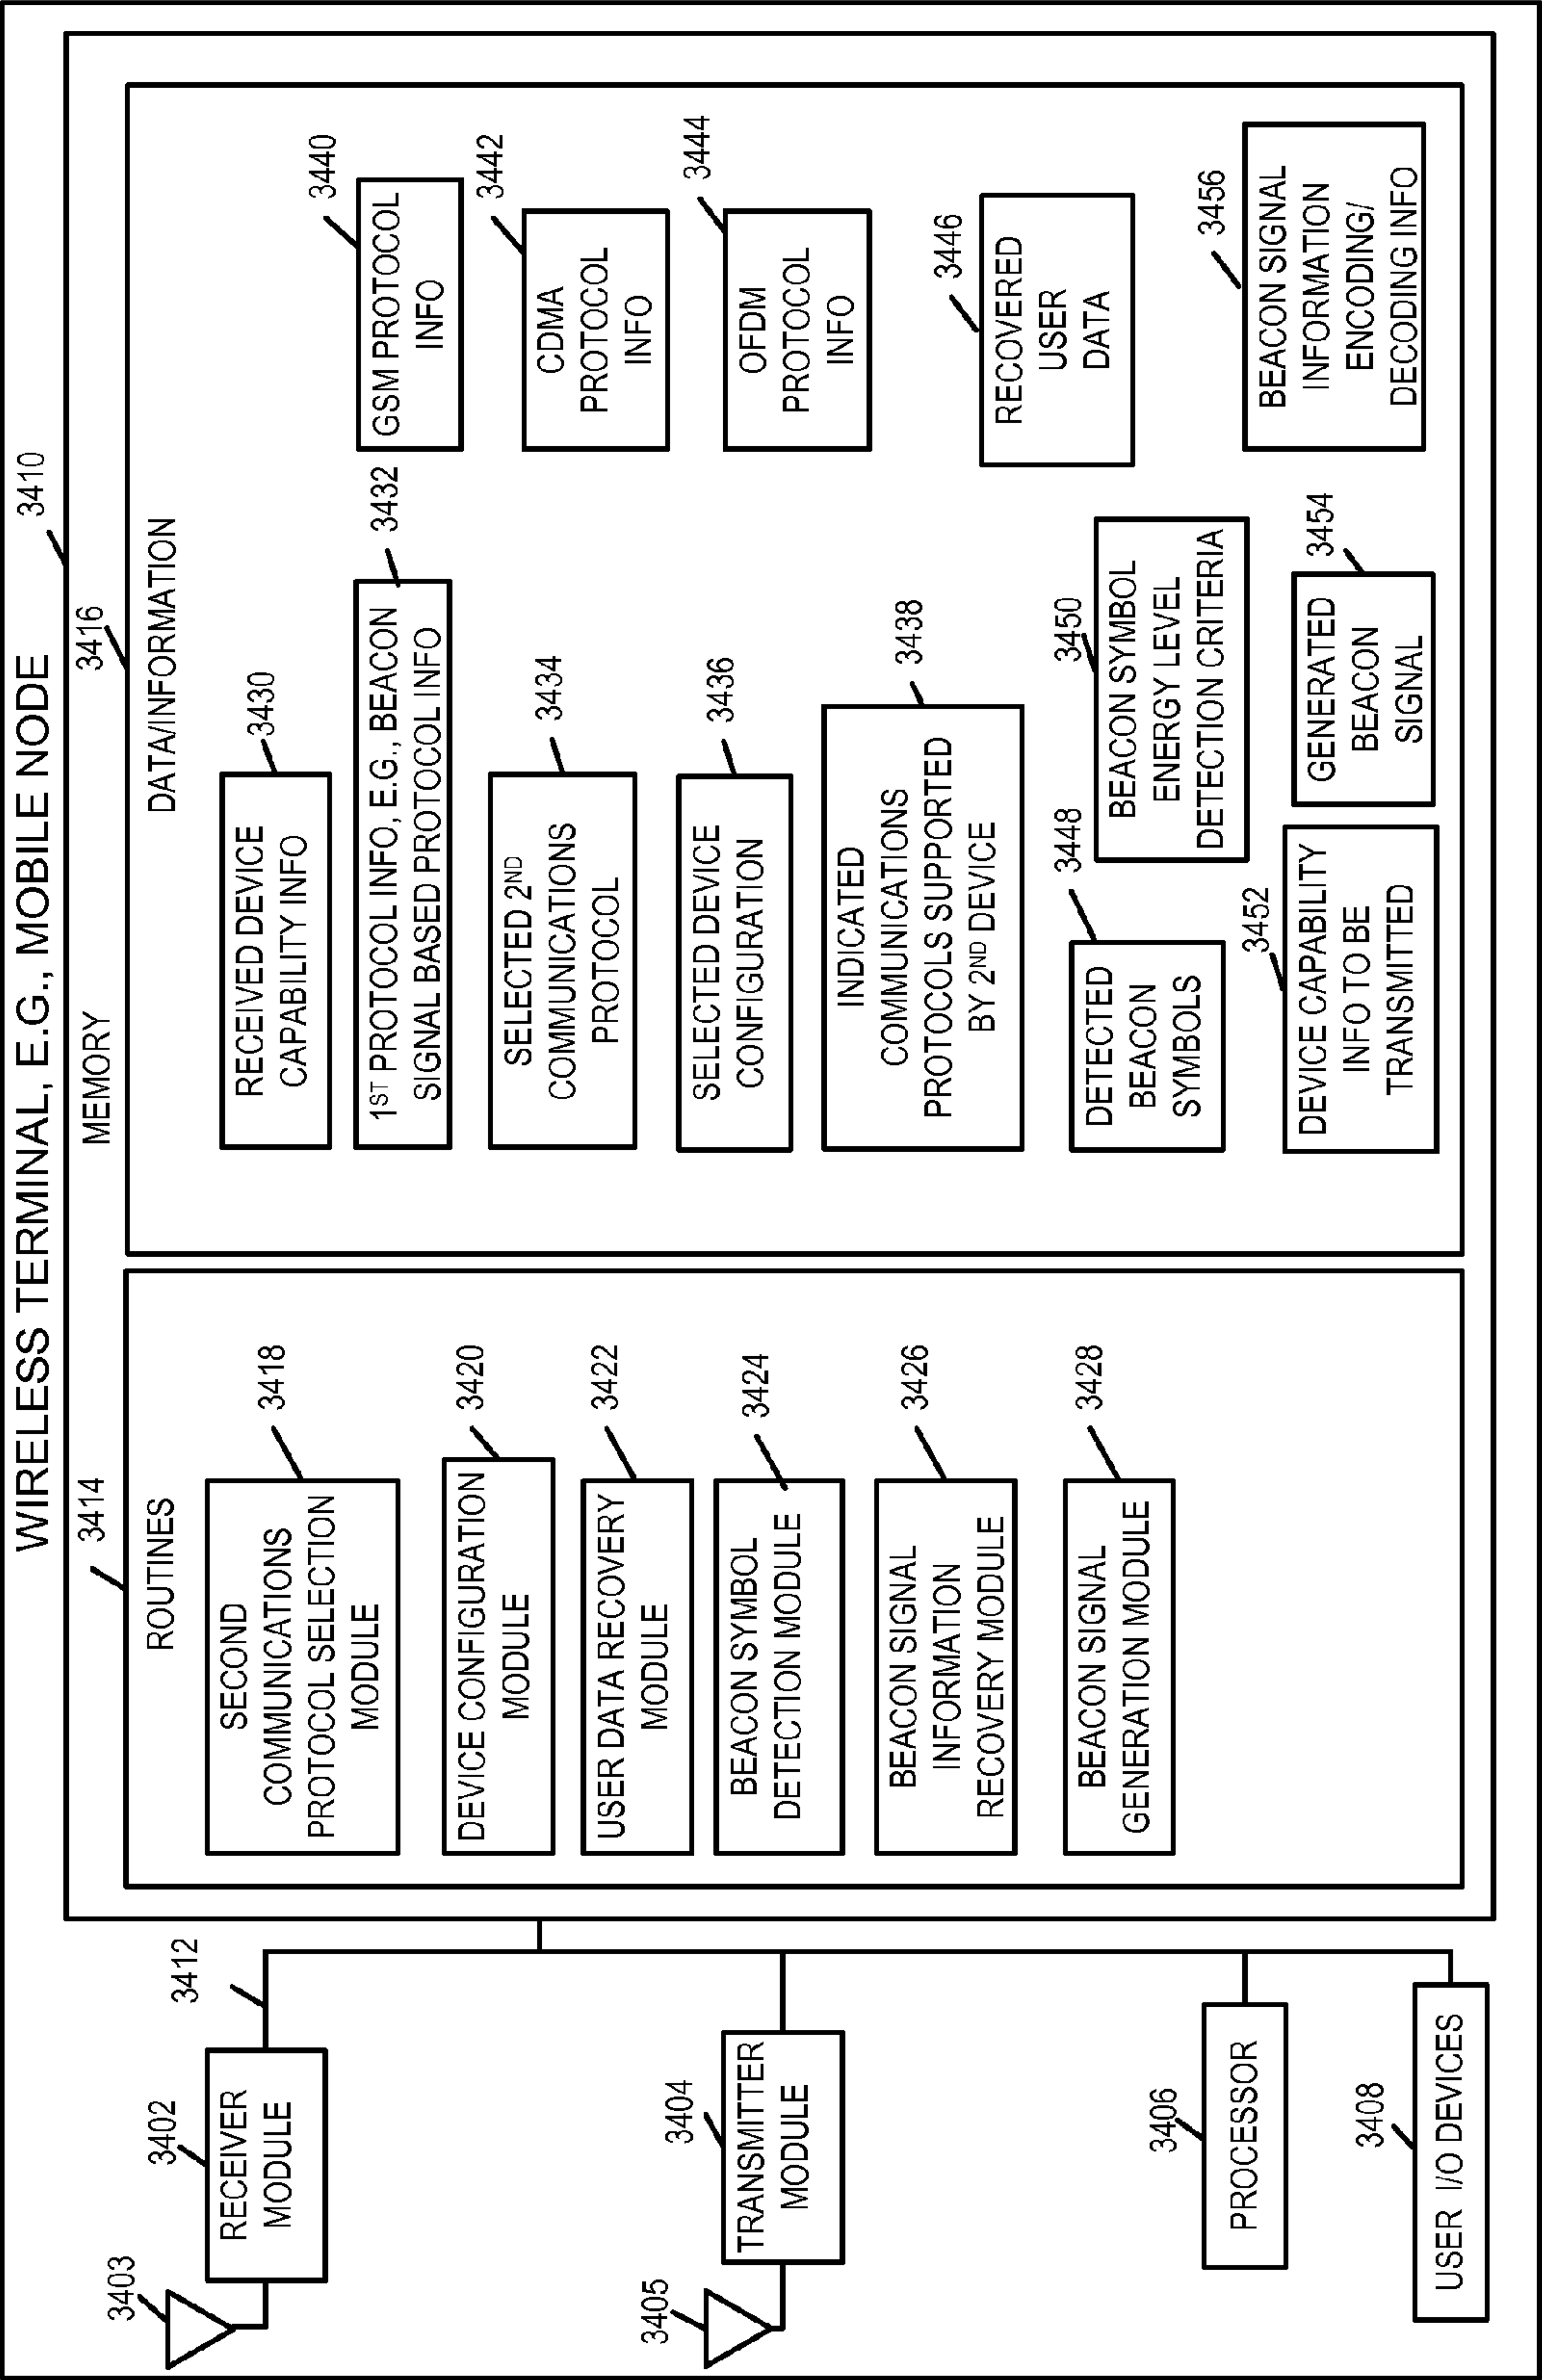 WIRELESS TERMINAL, E.G., MOBILE NODE
3410
MEMORY
3403
3402
RECEIVER
MODULE
3412
3405
3404
TRANSMITTER
MODULE
3406
PROCESSOR
3408
USER I/O DEVICES
3414
ROUTINES
SECOND
COMMUNICATIONS
PROTOCOL SELECTION
MODULE
3418
DEVICE CONFIGURATION
MODULE
3420
USER DATA RECOVERY
MODULE
3422
BEACON SYMBOL
DETECTION MODULE
3424
BEACON SIGNAL
INFORMATION
RECOVERY MODULE
3426
BEACON SIGNAL
GENERATION MODULE
3428
3416
DATA/INFORMATION
RECEIVED DEVICE
CAPABILITY INFO
3430
1ST PROTOCOL INFO, E.G., BEACON
SIGNAL BASED PROTOCOL INFO
3432
SELECTED 2ND
COMMUNICATIONS
PROTOCOL
3434
SELECTED DEVICE
CONFIGURATION
3436
INDICATED
COMMUNICATIONS
PROTOCOLS SUPPORTED
BY 2ND DEVICE
3438
GSM PROTOCOL
INFO
3440
CDMA
PROTOCOL
INFO
3442
OFDM
PROTOCOL
INFO
3444
RECOVERED
USER
DATA
3446
DETECTED
BEACON
SYMBOLS
3448
BEACON SYMBOL
ENERGY LEVEL
DETECTION CRITERIA
3450
DEVICE CAPABILITY
INFO TO BE
TRANSMITTED
3452
GENERATED
BEACON
SIGNAL
3454
BEACON SIGNAL
INFORMATION
ENCODING/
DECODING INFO
3456